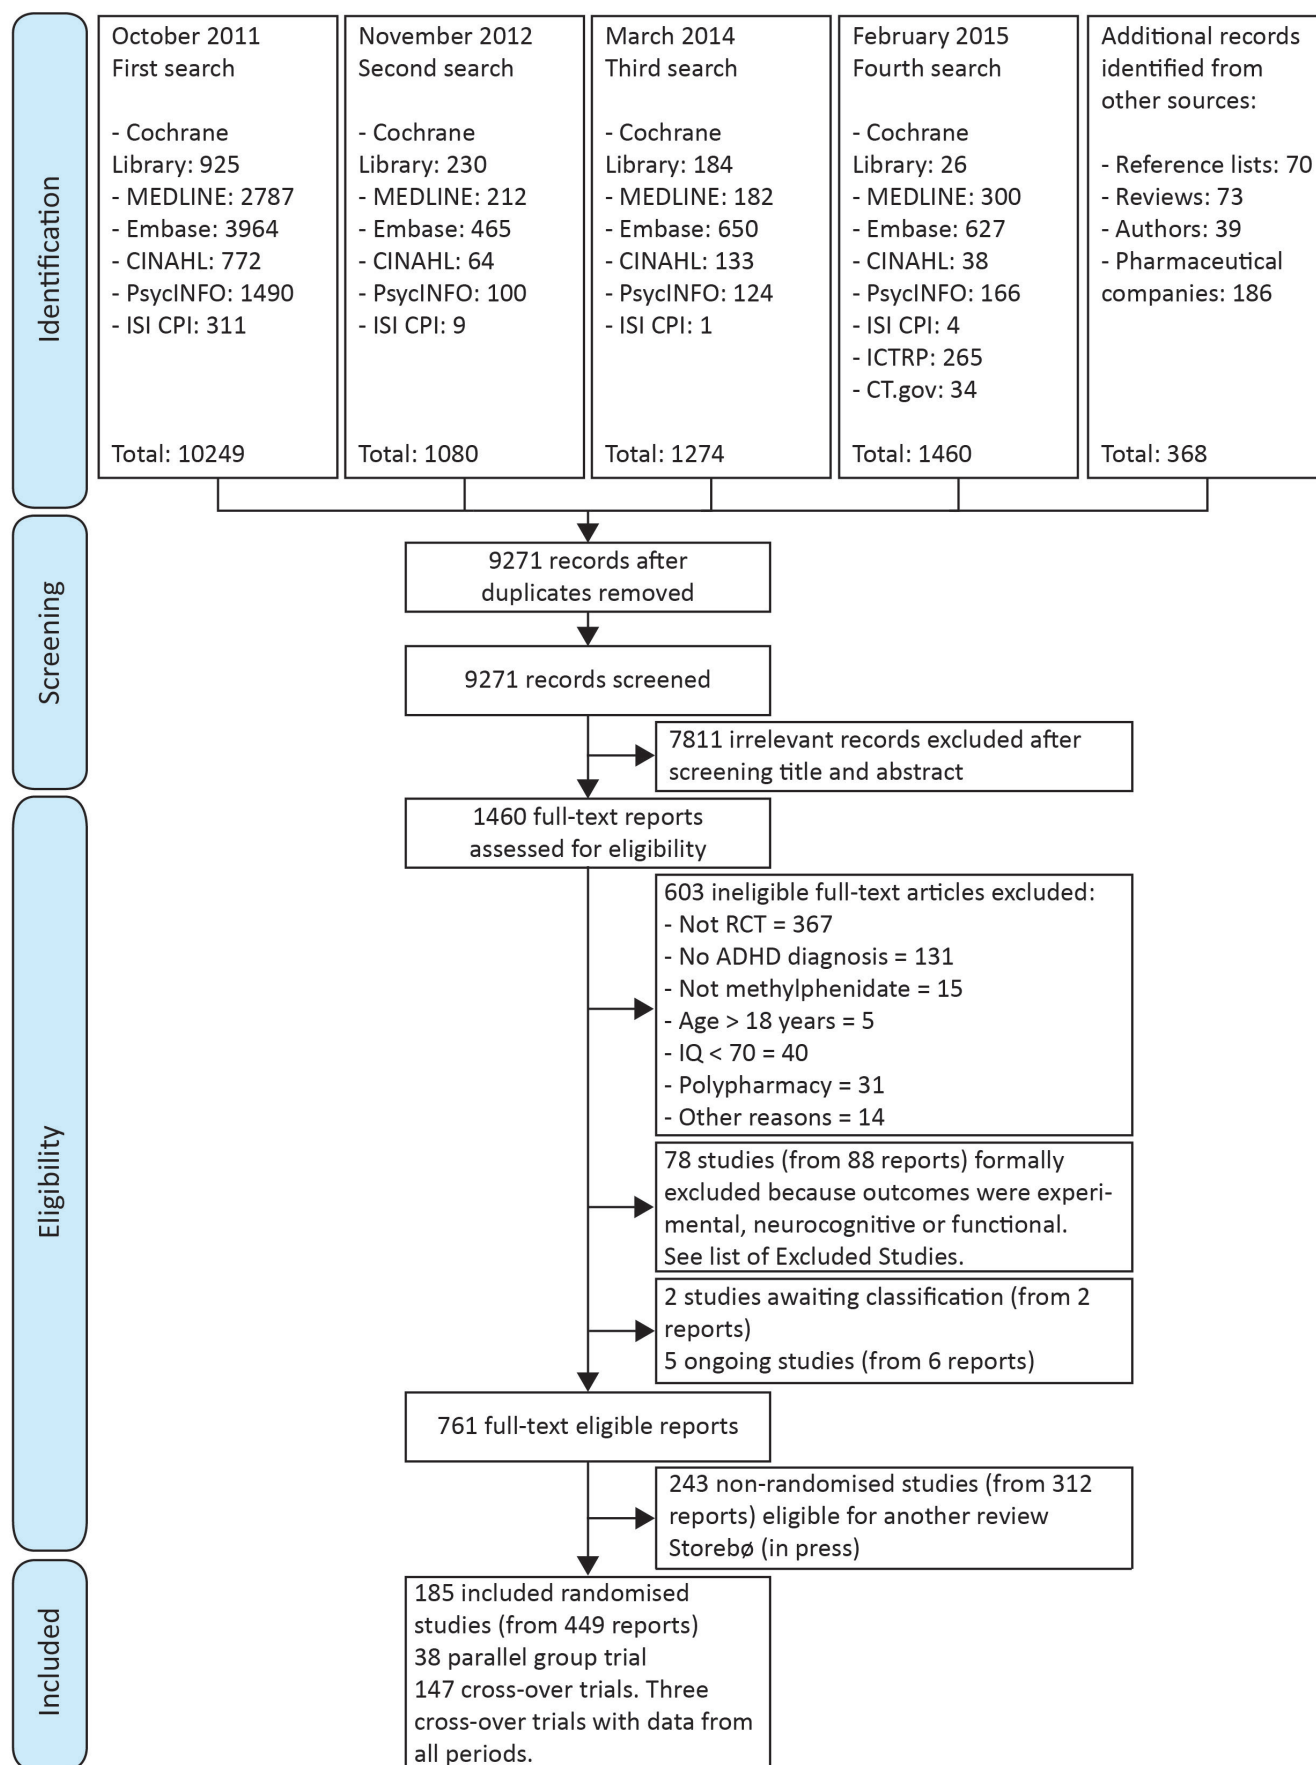 Identification
October 2011
First search
- Cochrane
Library: 925
- MEDLINE: 2787
- Embase: 3964
- CINAHL: 772
- PsycINFO: 1490
- ISI CPI: 311
Total: 10249
November 2012
Second search
- Cochrane
Library: 230
- MEDLINE: 212
- Embase: 465
- CINAHL: 64
- PsycINFO: 100
- ISI CPI: 9
Total: 1080
March 2014
Third search
- Cochrane
Library: 184
- MEDLINE: 182
- Embase: 650
- CINAHL: 133
- PsycINFO: 124
- ISI CPI: 1
Total: 1274
February 2015
Fourth search
- Cochrane
Library: 26
- MEDLINE: 300
- Embase: 627
- CINAHL: 38
- PsycINFO: 166
- ISI CPI: 4
- ICTRP: 265
- CT.gov: 34
Total: 1460
Additional records
identified from
other sources:
- Reference lists: 70
- Reviews: 73
- Authors: 39
- Pharmaceutical
companies: 186
Total: 368
Screening
9271 records after
duplicates removed
9271 records screened
7811 irrelevant records excluded after
screening title and abstract
Eligibility
1460 full-text reports
assessed for eligibility
603 ineligible full-text articles excluded:
- Not RCT = 367
- No ADHD diagnosis = 131
- Not methylphenidate = 15
- Age > 18 years = 5
- IQ < 70 = 40
- Polypharmacy = 31
- Other reasons = 14
78 studies (from 88 reports) formally
excluded because outcomes were experi-
mental, neurocognitive or functional.
See list of Excluded Studies.
2 studies awaiting classification (from 2
reports)
5 ongoing studies (from 6 reports)
761 full-text eligible reports
243 non-randomised studies (from 312
reports) eligible for another review
Storebø (in press)
Included
185 included randomised
studies (from 449 reports)
38 parallel group trial
147 cross-over trials. Three
cross-over trials with data from
all periods.